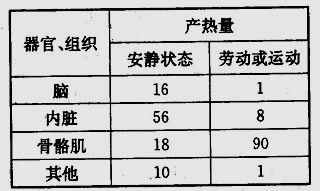 器官、组织 产热量
安静状态 劳动或运动
脑 16 1
内脏 56 8
骨骼肌 18 90
其他 10 1